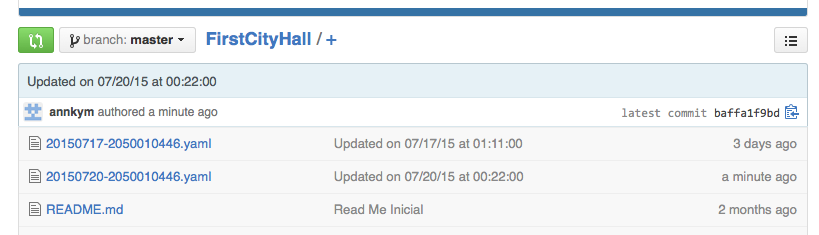 branch: master FirstCityHall / +
Updated on 07/20/15 at 00:22:00
annkym authored a minute ago latest commit baffa1f9bd
20150717-2050010446.yaml Updated on 07/17/15 at 01:11:00 3 days ago
20150720-2050010446.yaml Updated on 07/20/15 at 00:22:00 a minute ago
README.md Read Me Inicial 2 months ago